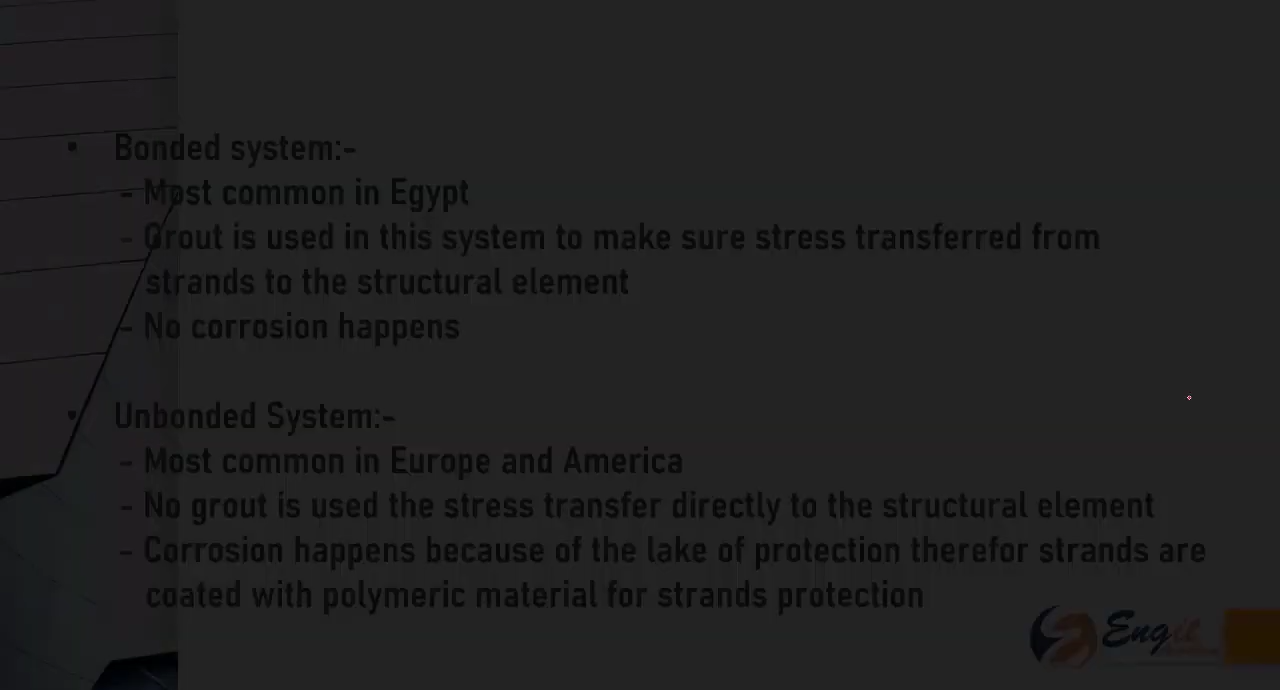 • Bonded system:-
- Most common in Egypt
- Grout is used in this system to make sure stress transferred from
strands to the structural element
- No corrosion happens
• Unbonded System:-
- Most common in Europe and America
- No grout is used the stress transfer directly to the structural element
- Corrosion happens because of the lake of protection therefor strands are
coated with polymeric material for strands protection
Engil